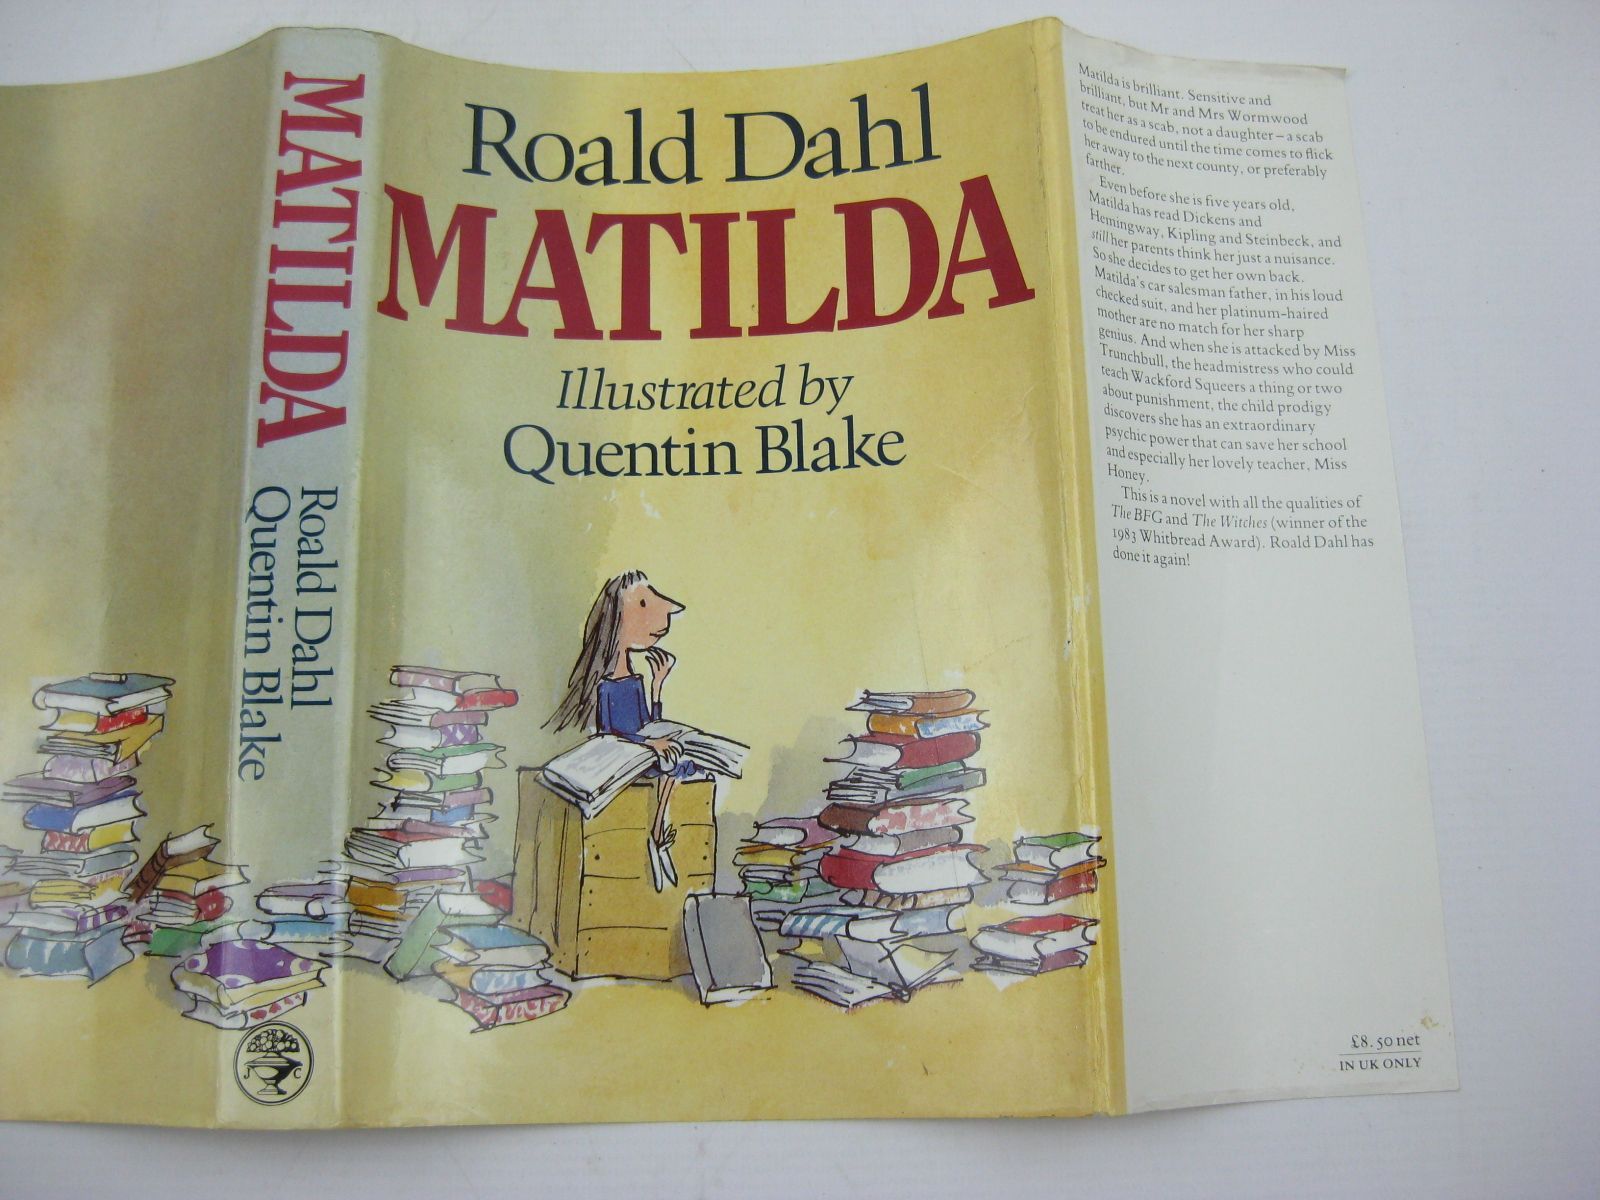 MATILDA
Roald Dahl
Quentin Blake
J C
Roald Dahl
MATILDA
Illustrated by
Quentin Blake
Matilda is brilliant. Sensitive and
brilliant, but Mr and Mrs Wormwood
treat her as a scab, not a daughter – a scab
to be endured until the time comes to flick
her away to the next county, or preferably
farther.
Even before she is five years old,
Matilda has read Dickens and
Hemingway, Kipling and Steinbeck, and
still her parents think her just a nuisance.
So she decides to get her own back.
Matilda's car salesman father, in his loud
checked suit, and her platinum-haired
mother are no match for her sharp
genius. And when she is attacked by Miss
Trunchbull, the headmistress who could
teach Wackford Squeers a thing or two
about punishment, the child prodigy
discovers she has an extraordinary
psychic power that can save her school
and especially her lovely teacher, Miss
Honey.
This is a novel with all the qualities of
The BFG and The Witches (winner of the
1983 Whitbread Award). Roald Dahl has
done it again!
£8.50 net
IN UK ONLY